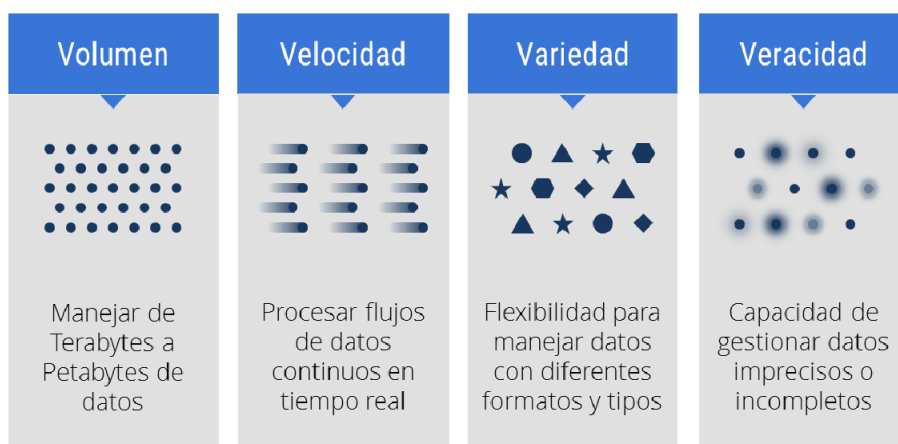 Volumen
Manejar de
Terabytes a
Petabytes de
datos
Velocidad
Procesar flujos
de datos
continuos en
tiempo real
Variedad
Flexibilidad para
manejar datos
con diferentes
formatos y tipos
Veracidad
Capacidad de
gestionar datos
imprecisos o
incompletos